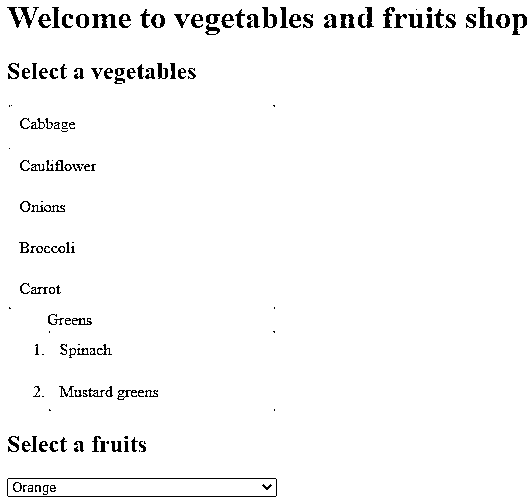 Welcome to vegetables and fruits shop
Select a vegetables
Cabbage
Cauliflower
Onions
Broccoli
Carrot
Greens
1. Spinach
2. Mustard greens
Select a fruits
Orange